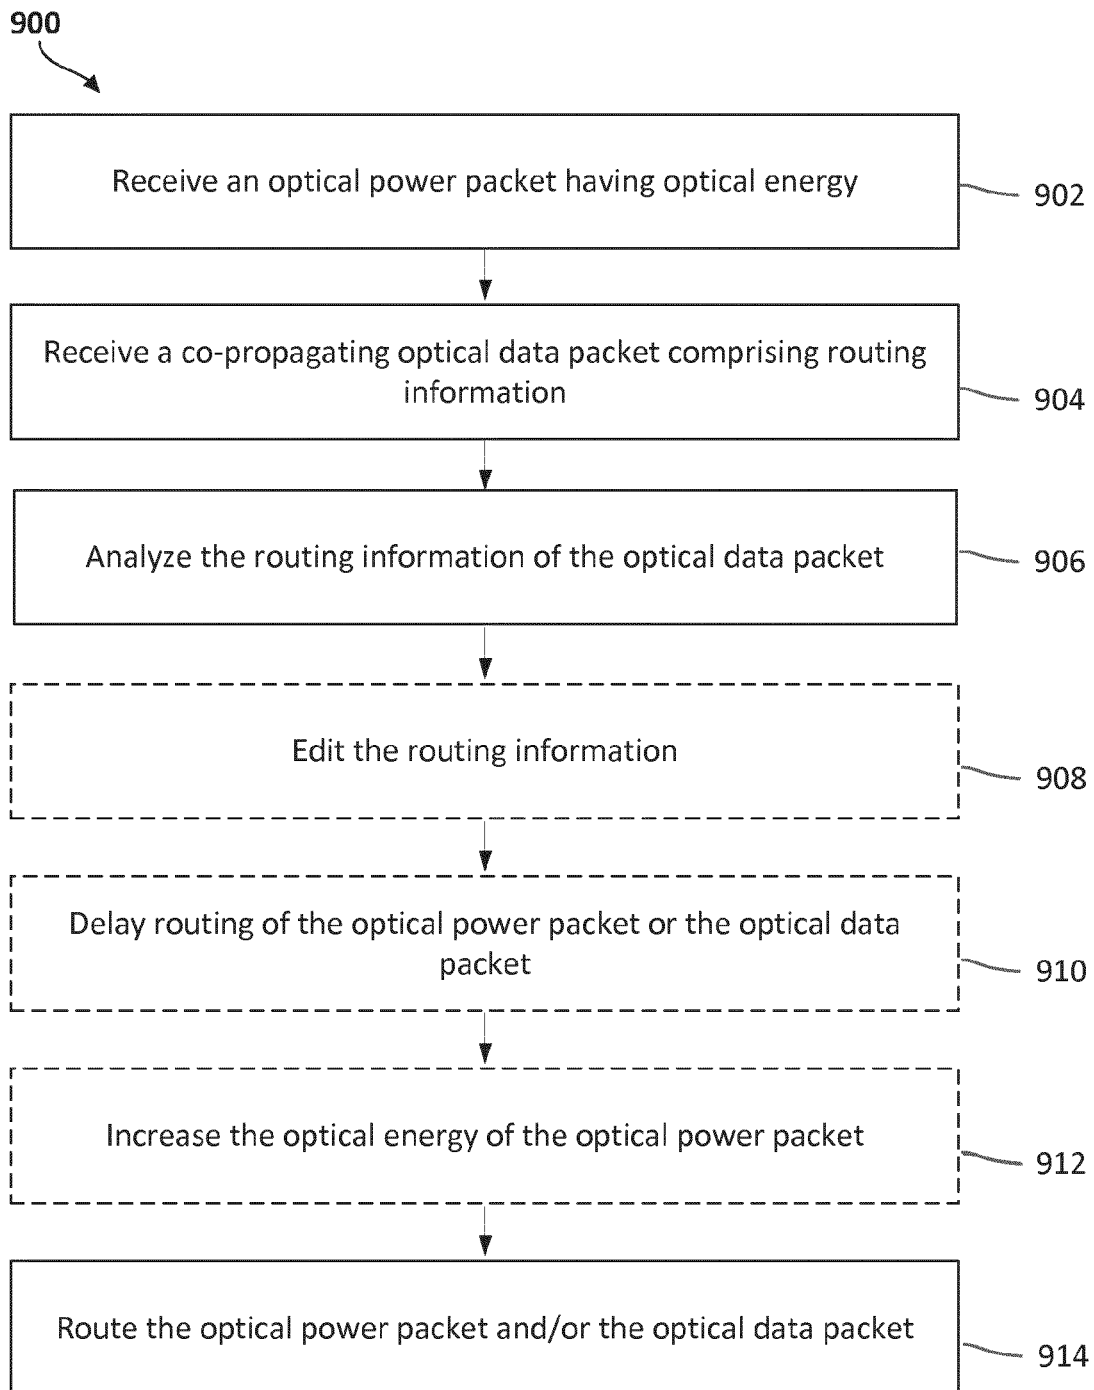 900
Receive an optical power packet having optical energy
902
Receive a co-propagating optical data packet comprising routing
information
904
Analyze the routing information of the optical data packet
906
Edit the routing information
908
Delay routing of the optical power packet or the optical data
packet
910
Increase the optical energy of the optical power packet
912
Route the optical power packet and/or the optical data packet
914